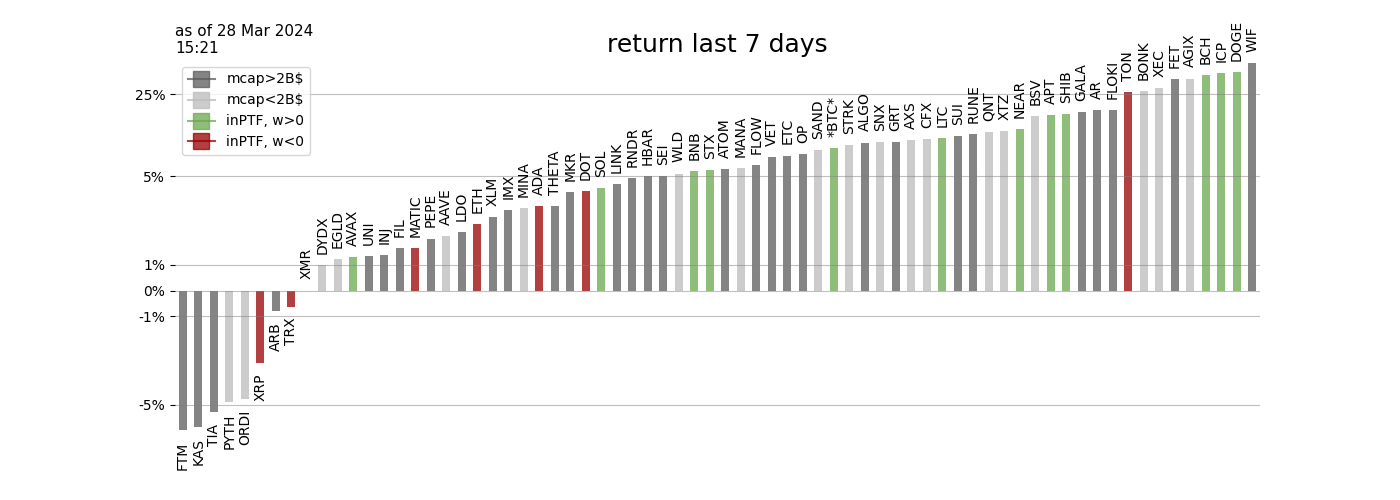 as of 28 Mar 2024
15:21
return last 7 days
mcap>2B$
mcap<2B$
inPTF, w>0
inPTF, w<0
25%
5%
1%
0%
-1%
-5%
FTM
KAS
TIA
PYTH
ORDI
XRP
ARB
TRX
XMR
DYDX
EGLD
AVAX
UNI
INJ
FIL
MATIC
PEPE
AAVE
LDO
ETH
XLM
IMX
MINA
ADA
THETA
MKR
DOT
SOL
LINK
RNDR
HBAR
SEI
WLD
BNB
STX
ATOM
MANA
FLOW
VET
ETC
OP
SAND
*BTC*
STRK
ALGO
SNX
GRT
AXS
CFX
LTC
SUI
RUNE
QNT
XTZ
NEAR
BSV
APT
SHIB
GALA
AR
FLOKI
TON
BONK
XEC
FET
AGIX
BCH
ICP
DOGE
WIF